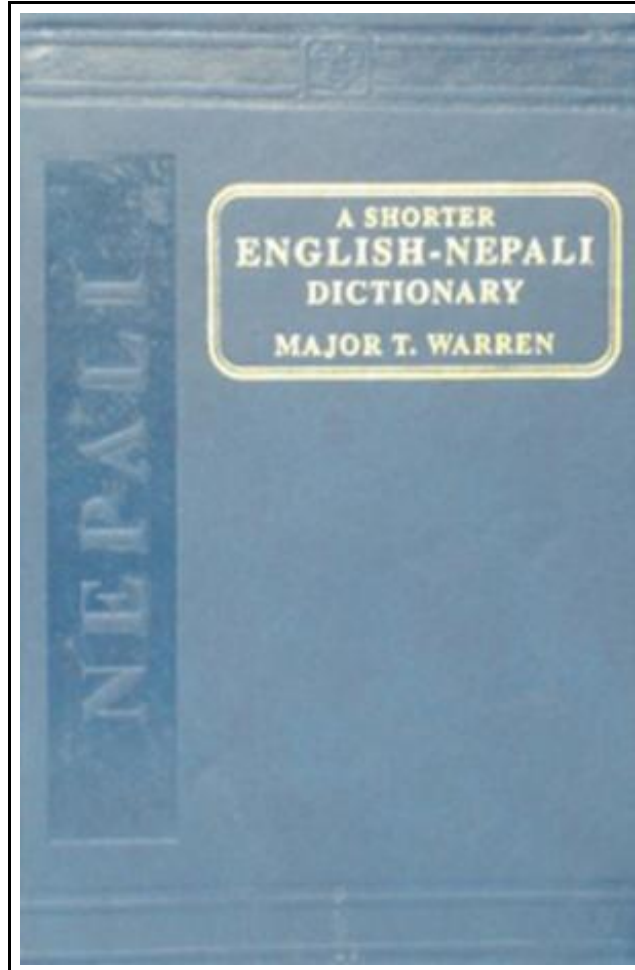 A SHORTER
ENGLISH-NEPALI
DICTIONARY
MAJOR T. WARREN
NEPALI